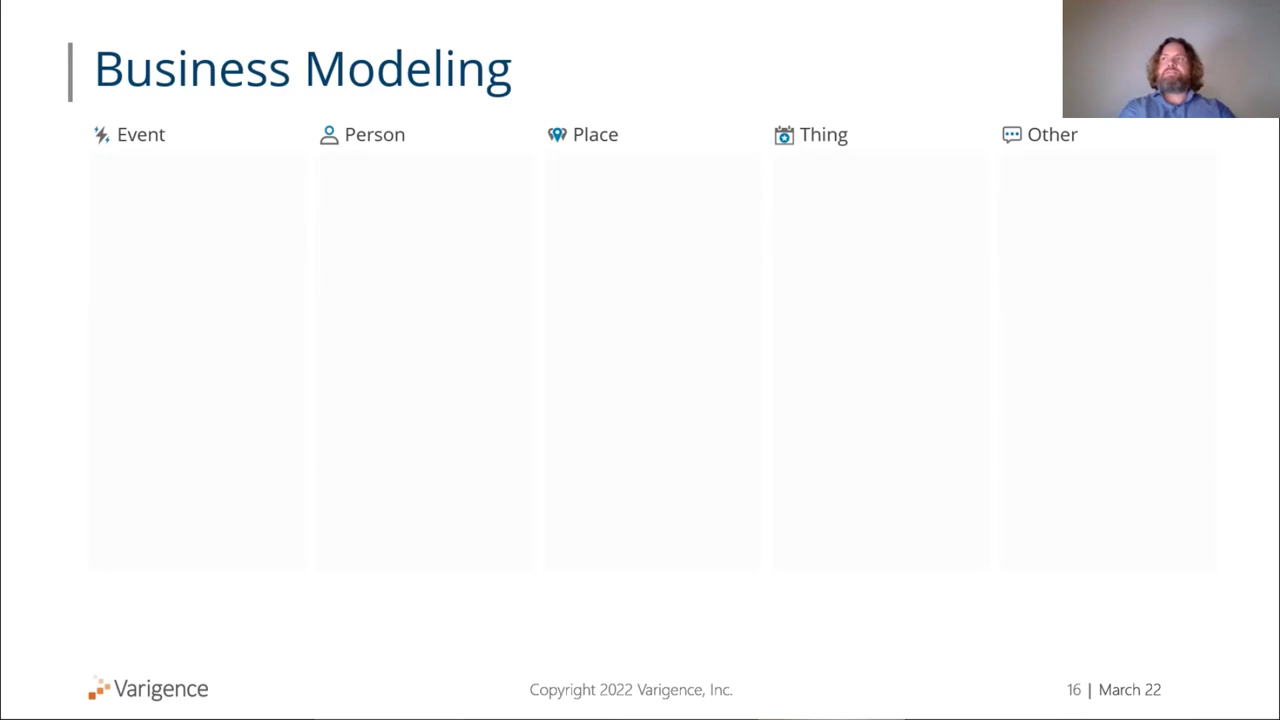 Business Modeling
Event Person Place Thing Other
Varigence Copyright 2022 Varigence, Inc. 16 | March 22